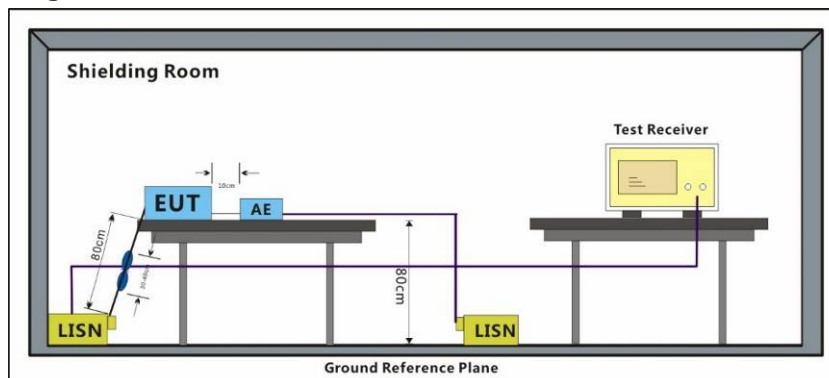 Shielding Room
Test Receiver
10cm
EUT
AE
80cm
80cm
LISN
LISN
Ground Reference Plane